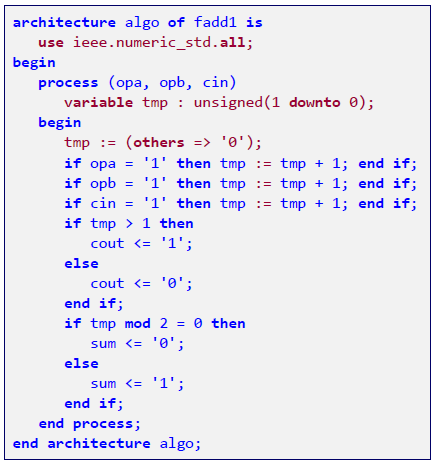 architecture algo of fadd1 is
   use ieee.numeric_std.all;
begin
   process (opa, opb, cin)
      variable tmp : unsigned(1 downto 0);
   begin
      tmp := (others => '0');
      if opa = '1' then tmp := tmp + 1; end if;
      if opb = '1' then tmp := tmp + 1; end if;
      if cin = '1' then tmp := tmp + 1; end if;
      if tmp > 1 then
         cout <= '1';
      else
         cout <= '0';
      end if;
      if tmp mod 2 = 0 then
         sum <= '0';
      else
         sum <= '1';
      end if;
   end process;
end architecture algo;